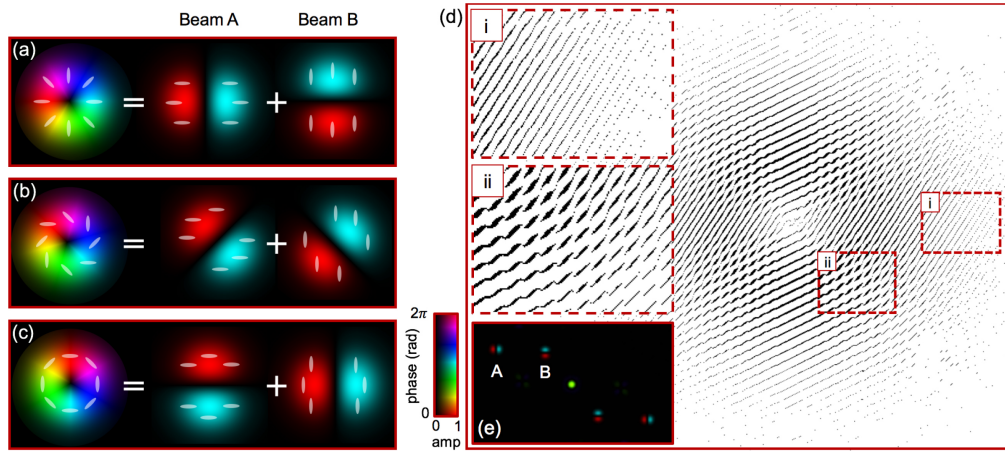 Beam A Beam B
(a)
= +
(b)
= +
(c)
= +
2π
phase (rad)
0
0 1
amp
(d)
i
ii
i
ii
A B
(e)